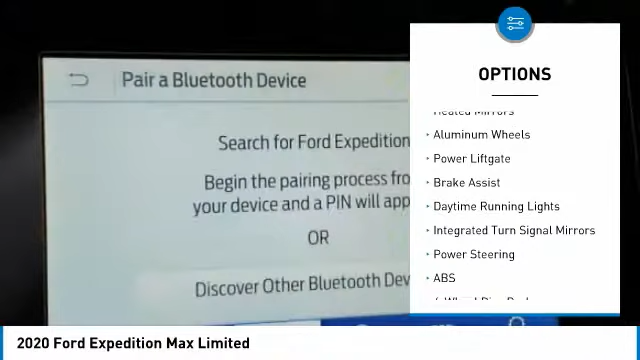 Pair a Bluetooth Device
Search for Ford Expedition
Begin the pairing process fro
your device and a PIN will app
OR
Discover Other Bluetooth Dev
OPTIONS
Heated Mirrors
Aluminum Wheels
Power Liftgate
Brake Assist
Daytime Running Lights
Integrated Turn Signal Mirrors
Power Steering
ABS
2020 Ford Expedition Max Limited